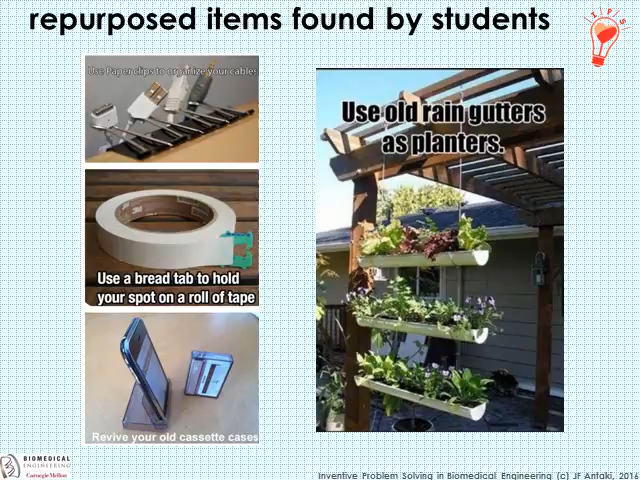 repurposed items found by students
I P S
Use Paper clips to organize your cables
Use a bread tab to hold
your spot on a roll of tape
Revive your old cassette cases
Use old rain gutters
as planters.
BIOMEDICAL
ENGINEERING
Carnegie Mellon
Inventive Problem Solving in Biomedical Engineering (c) JF Antaki, 2016